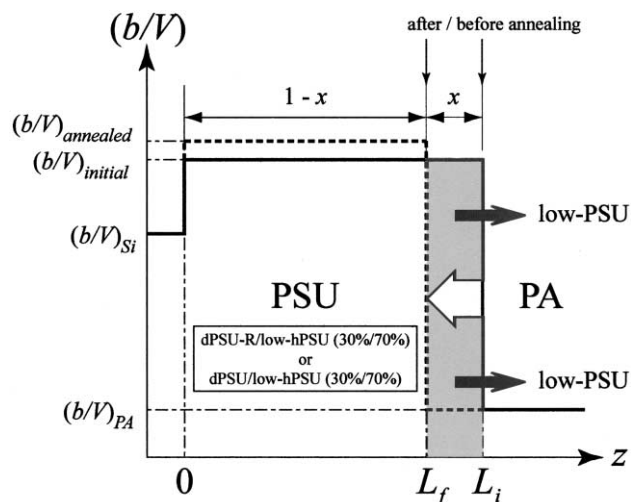 (b/V)
after / before annealing
1 - x
x
(b/V)annealed
(b/V)initial
low-PSU
(b/V)Si
PSU
PA
dPSU-R/low-hPSU (30%/70%)
or
dPSU/low-hPSU (30%/70%)
low-PSU
(b/V)PA
0
Lf
Li
z